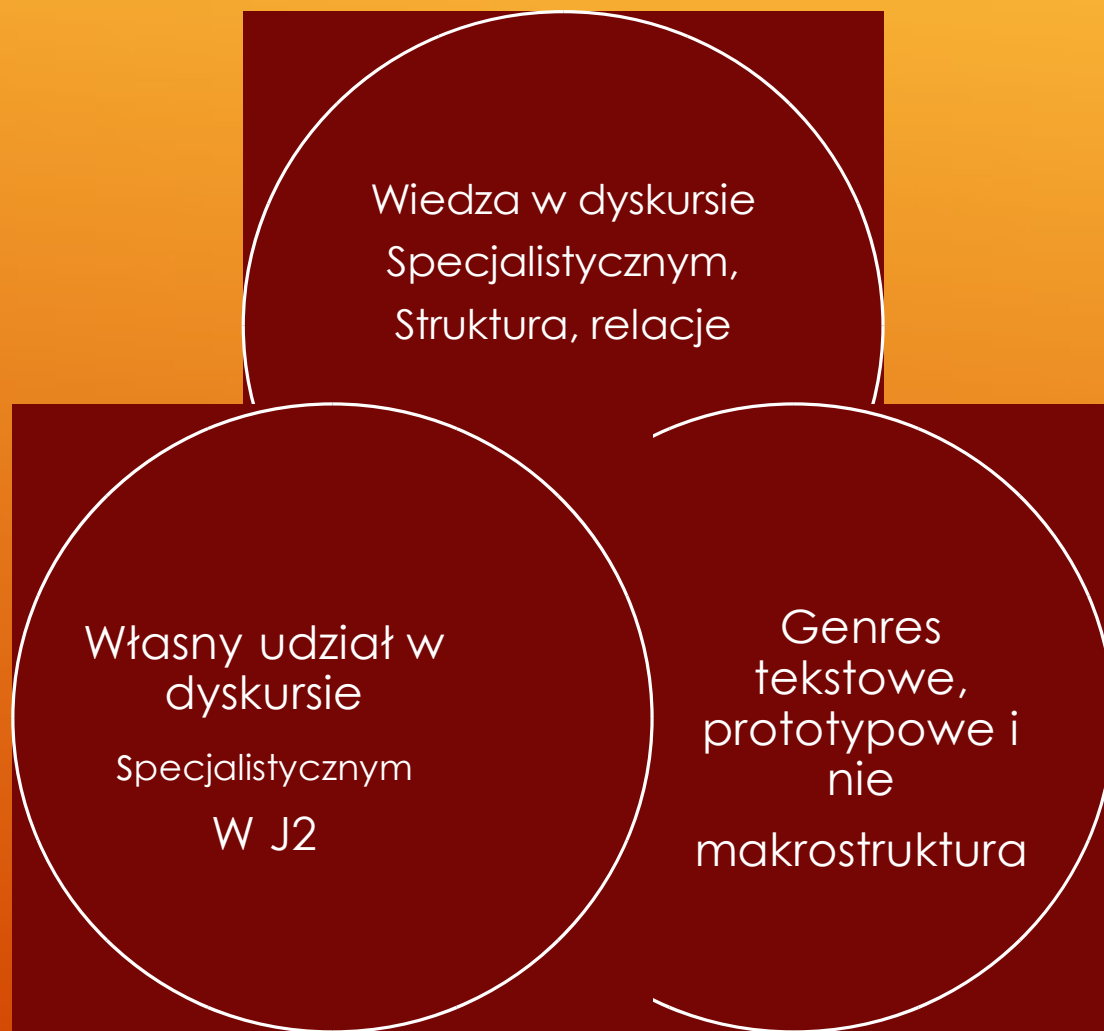 Wiedza w dyskursie
Specjalistycznym,
Struktura, relacje
Własny udział w
dyskursie
Specjalistycznym
W J2
Genres
tekstowe,
prototypowe i
nie
makrostruktura